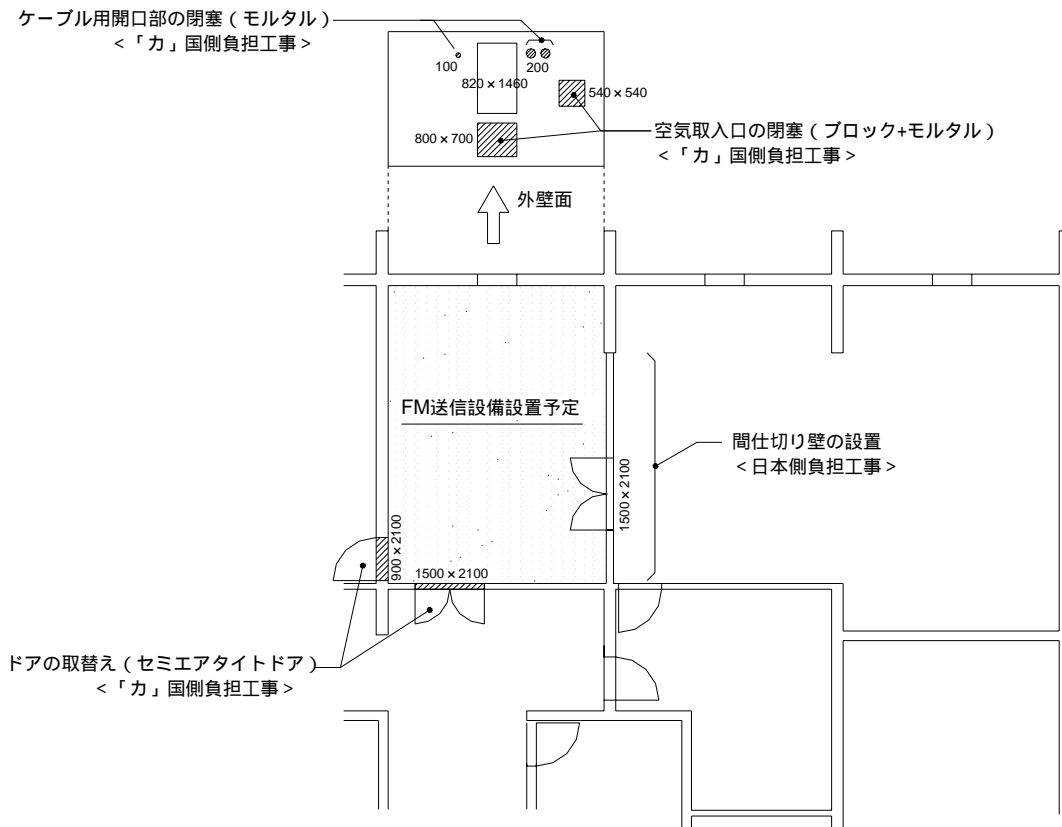 ケーブル用開口部の閉塞（モルタル）
＜「カ」国側負担工事＞
100
200
820×1460
540×540
800×700
空気取入口の閉塞（ブロック+モルタル）
＜「カ」国側負担工事＞
外壁面
FM送信設備設置予定
間仕切り壁の設置
＜日本側負担工事＞
1500×2100
900×2100
1500×2100
ドアの取替え（セミエアタイトドア）
＜「カ」国側負担工事＞